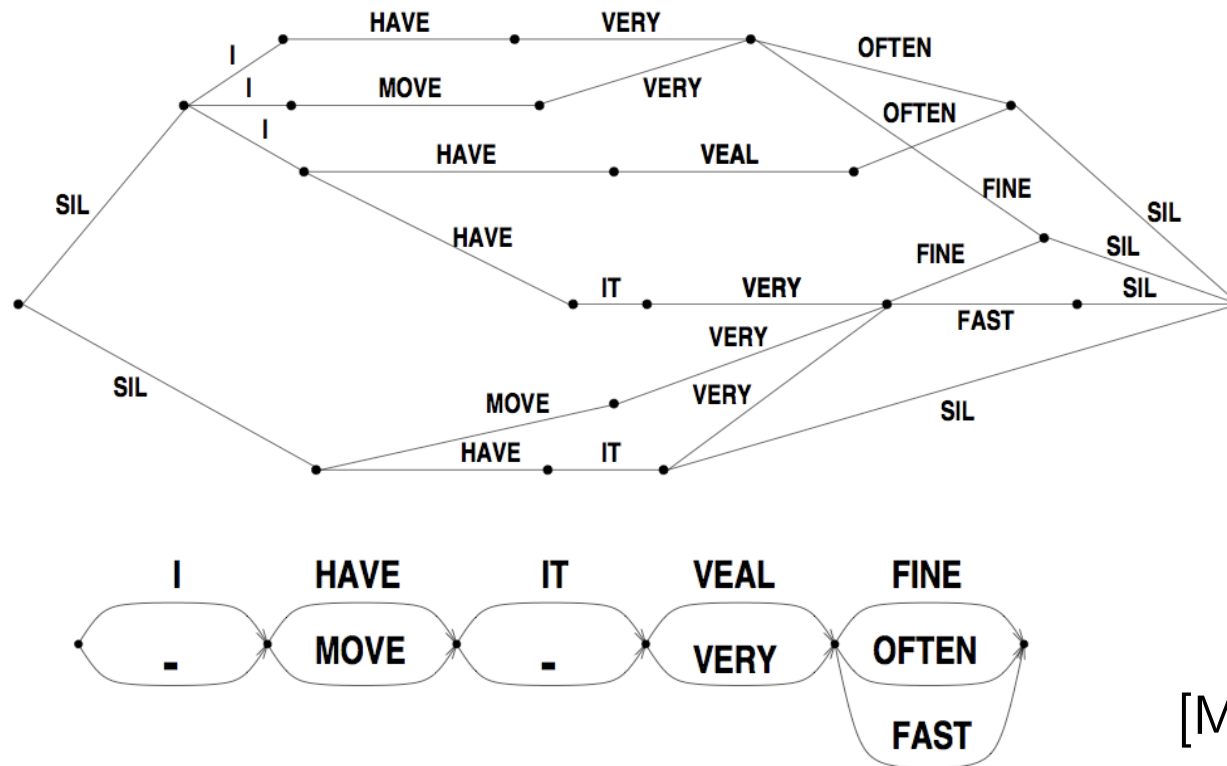 HAVE VERY
I OFTEN
I MOVE VERY
I OFTEN
HAVE VEAL
SIL FINE SIL
HAVE FINE SIL
IT VERY SIL
FAST
VERY
SIL MOVE VERY SIL
HAVE IT
I HAVE IT VEAL FINE
- MOVE - VERY OFTEN
[M
FAST